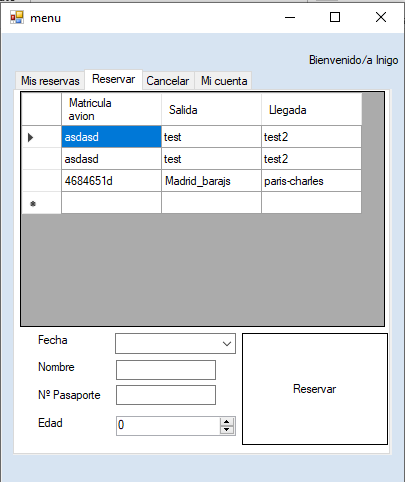 menu
Bienvenido/a Inigo
Mis reservas Reservar Cancelar Mi cuenta
Matricula
avion Salida Llegada
asdasd test test2
asdasd test test2
4684651d Madrid_barajs paris-charles
Fecha
Nombre
Nº Pasaporte
Edad 0
Reservar